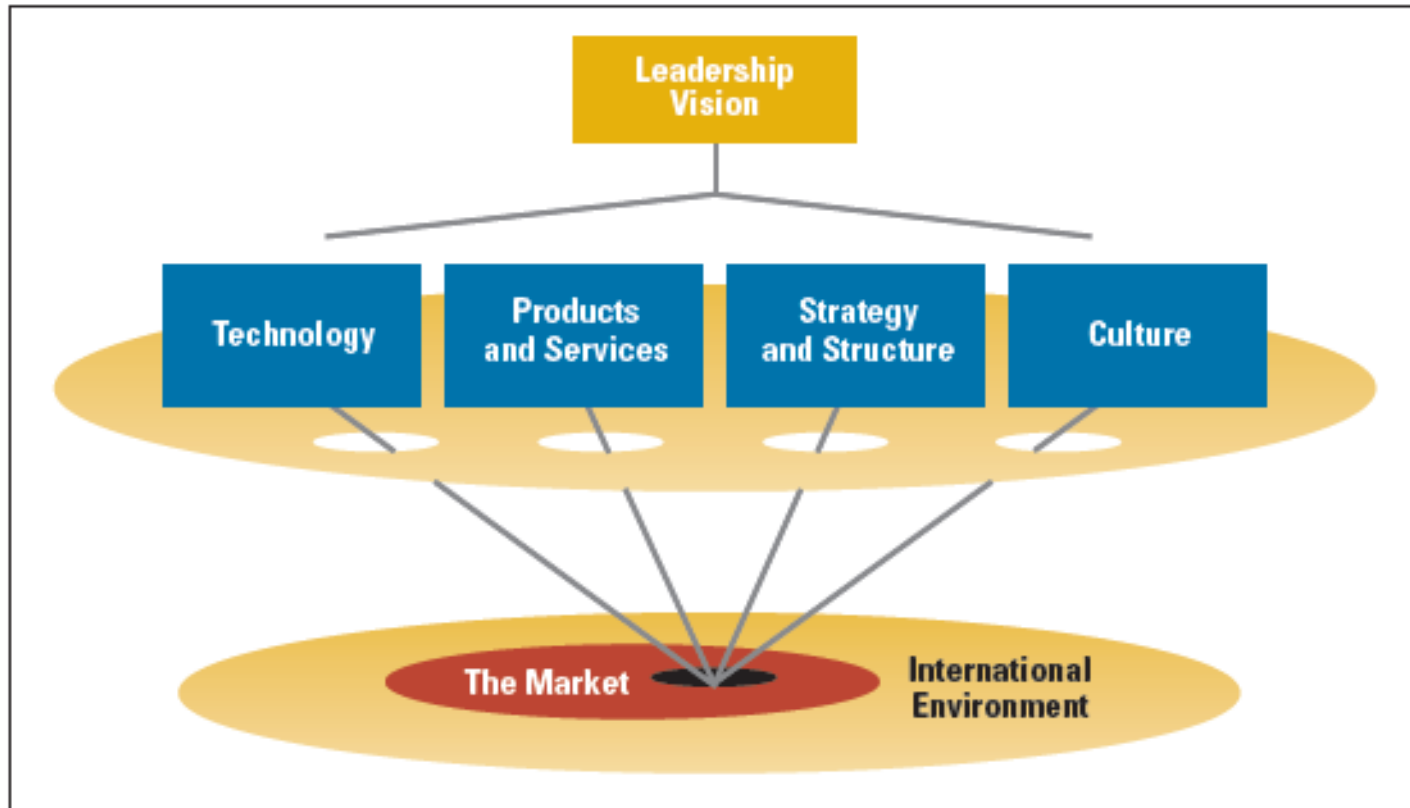 Leadership
Vision
Technology
Products
and Services
Strategy
and Structure
Culture
The Market
International
Environment